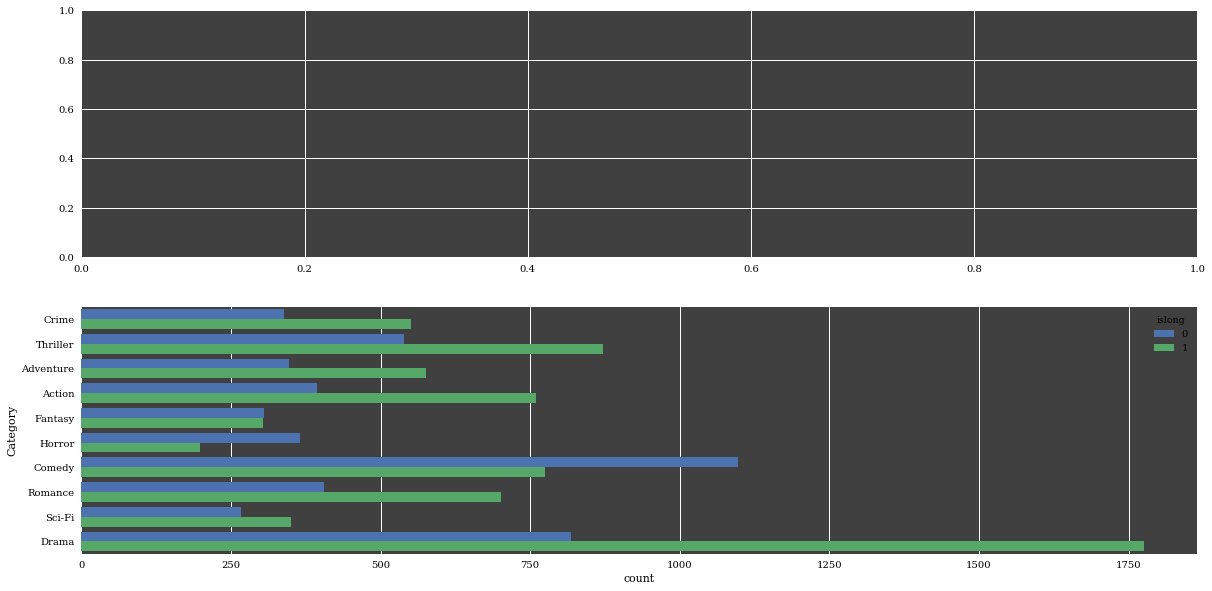 1.0
0.8
0.6
0.4
0.2
0.0
0.0 0.2 0.4 0.6 0.8 1.0
Category
islong
0
1
Crime
Thriller
Adventure
Action
Fantasy
Horror
Comedy
Romance
Sci-Fi
Drama
0 250 500 750 1000 1250 1500 1750
count